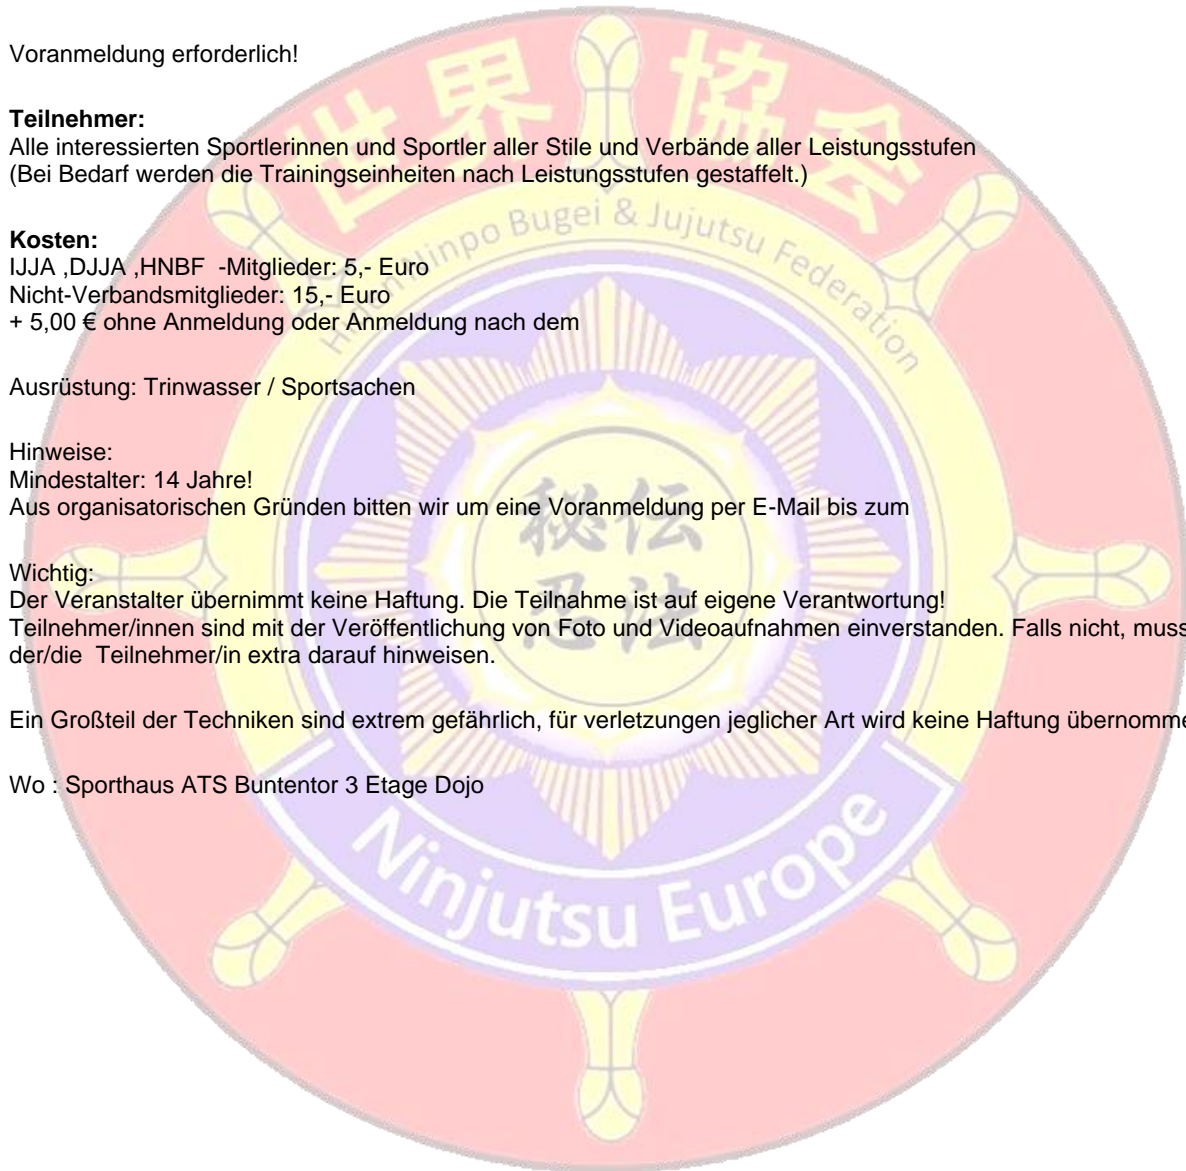 Voranmeldung erforderlich!
Teilnehmer:
Alle interessierten Sportlerinnen und Sportler aller Stile und Verbände aller Leistungsstufen
(Bei Bedarf werden die Trainingseinheiten nach Leistungsstufen gestaffelt.)
Kosten:
IJJA ,DJJA ,HNBF -Mitglieder: 5,- Euro
Nicht-Verbandsmitglieder: 15,- Euro
+ 5,00 € ohne Anmeldung oder Anmeldung nach dem
Ausrüstung: Trinwasser / Sportsachen
Hinweise:
Mindestalter: 14 Jahre!
Aus organisatorischen Gründen bitten wir um eine Voranmeldung per E-Mail bis zum
Wichtig:
Der Veranstalter übernimmt keine Haftung. Die Teilnahme ist auf eigene Verantwortung!
Teilnehmer/innen sind mit der Veröffentlichung von Foto und Videoaufnahmen einverstanden. Falls nicht, muss
der/die Teilnehmer/in extra darauf hinweisen.
Ein Großteil der Techniken sind extrem gefährlich, für verletzungen jeglicher Art wird keine Haftung übernomme
Wo : Sporthaus ATS Buntentor 3 Etage Dojo
世界協会
Ninpo Bugei & Jujutsu Federation
秘伝
忍法
Ninjutsu Europe